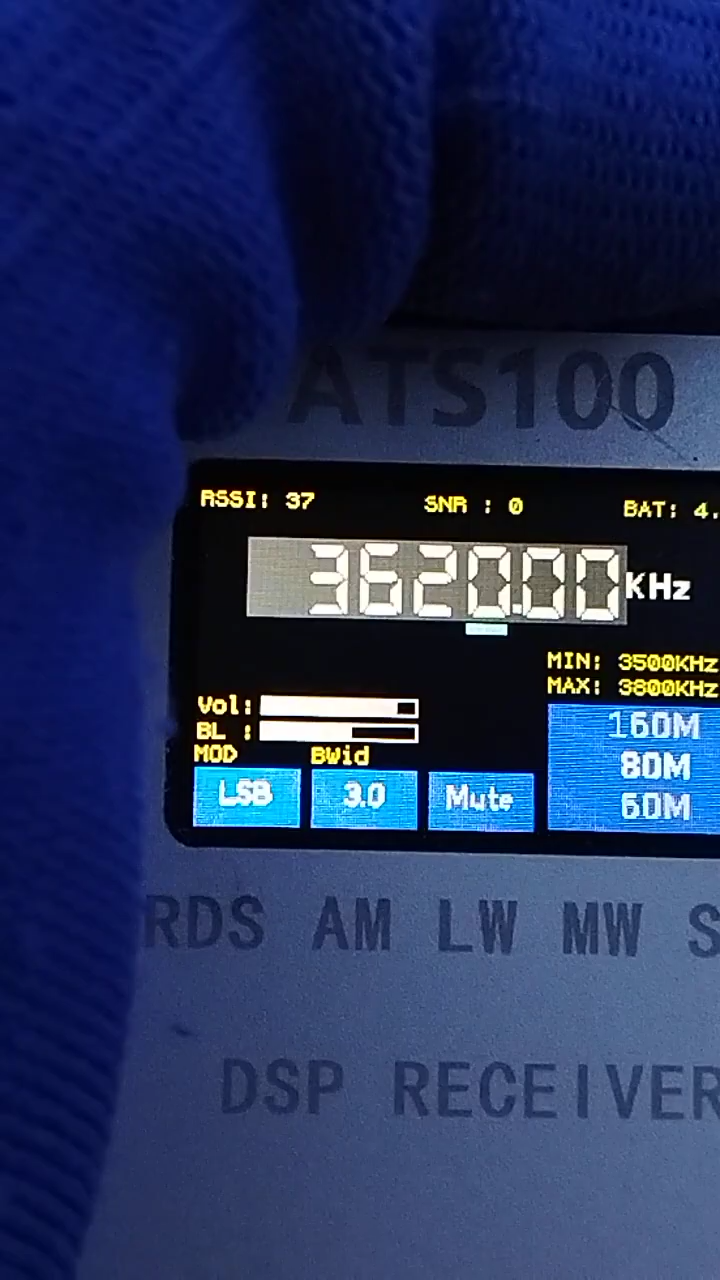 ATS100
RSSI: 37 SNR : 0 BAT: 4.
3620.00 KHz
MIN: 3500KHz
MAX: 3800KHz
Vol:
BL :
MOD BWid
LSB 3.0 Mute
160M
80M
60M
RDS AM LW MW S
DSP RECEIVER